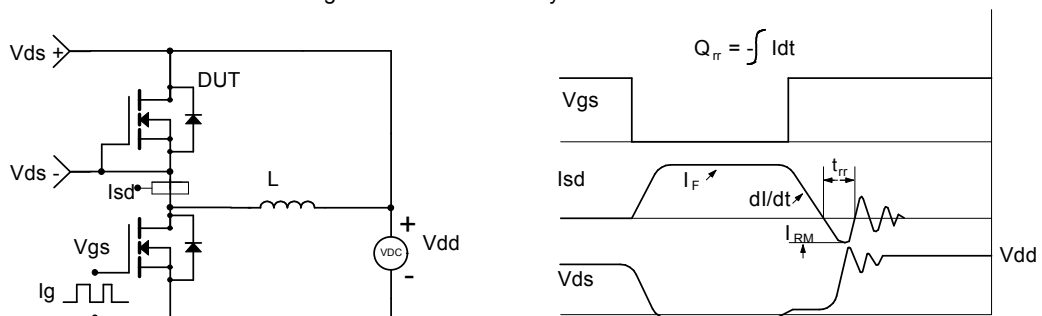 Vds +
DUT
Vds -
Isd
L
Vgs
+
VDC
Vdd
-
Ig
Qrr = -∫ Idt
Vgs
Isd
IF
dI/dt
trr
IRM
Vdd
Vds